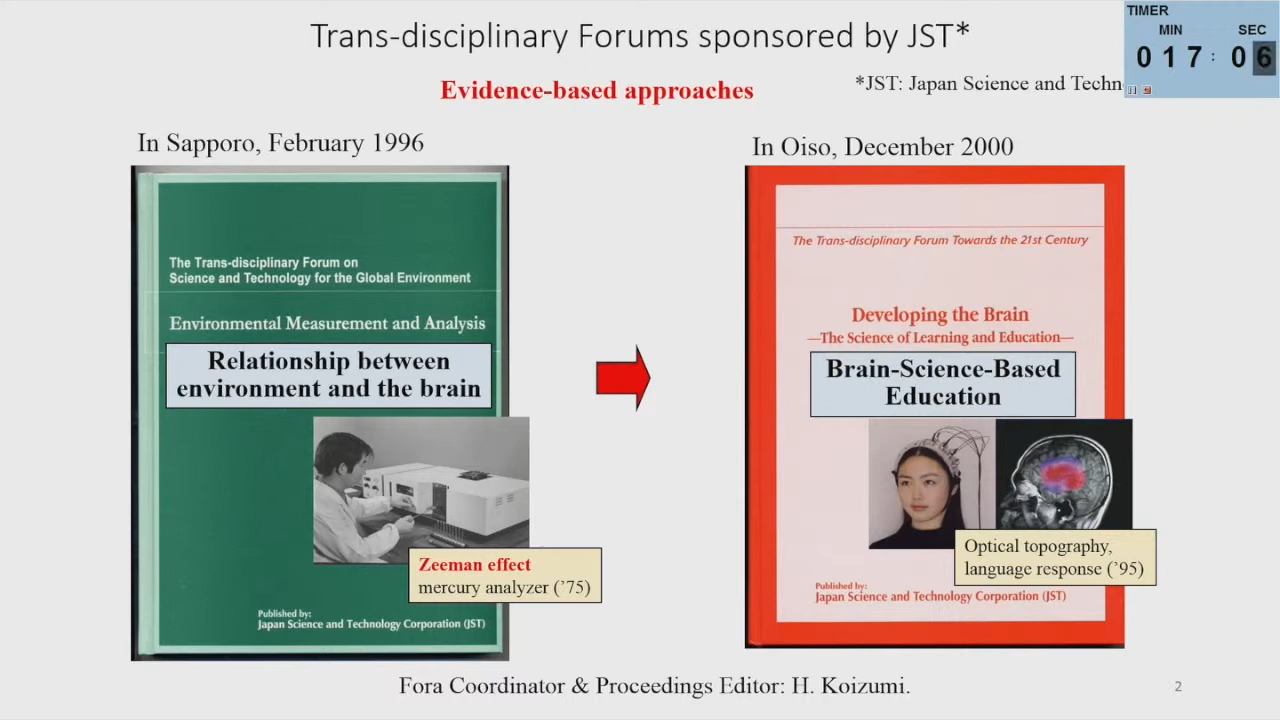 Trans-disciplinary Forums sponsored by JST*
TIMER
MIN SEC
017:06
Evidence-based approaches
*JST: Japan Science and Techn
In Sapporo, February 1996
The Trans-disciplinary Forum on
Science and Technology for the Global Environment
Environmental Measurement and Analysis
Relationship between
environment and the brain
Zeeman effect
mercury analyzer (’75)
Published by:
Japan Science and Technology Corporation (JST)
In Oiso, December 2000
The Trans-disciplinary Forum Towards the 21st Century
Developing the Brain
—The Science of Learning and Education—
Brain-Science-Based
Education
Optical topography,
language response (’95)
Published by:
Japan Science and Technology Corporation (JST)
Fora Coordinator & Proceedings Editor: H. Koizumi.
2